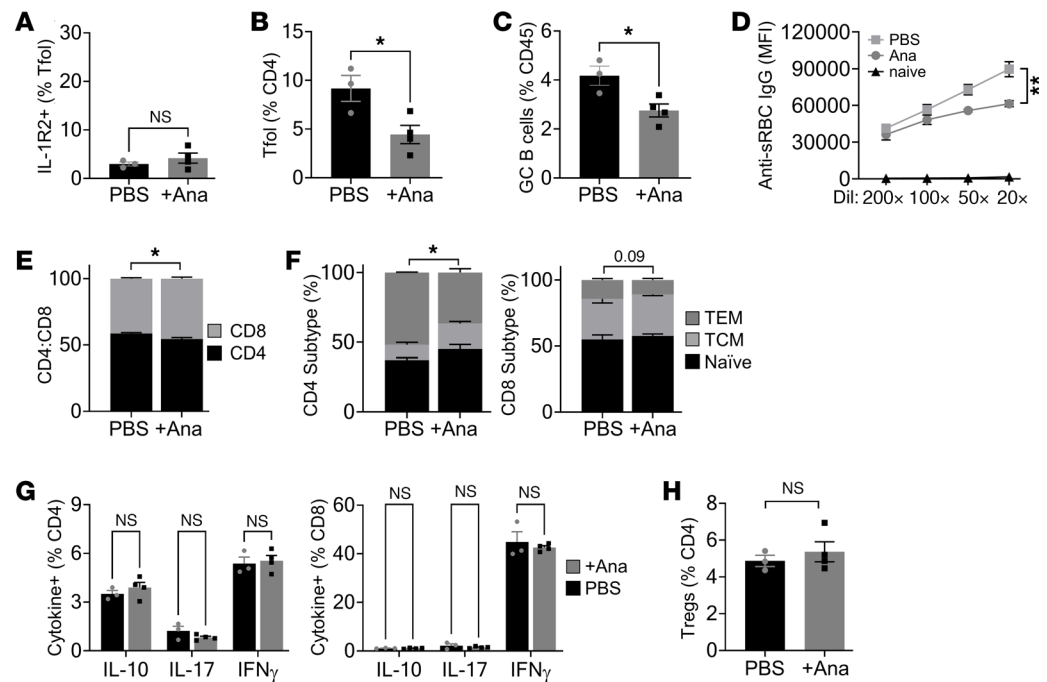 A
IL-1R2+ (% Tfol)
30
20
10
0
NS
PBS +Ana
B
Tfol (% CD4)
15
10
5
0
*
PBS +Ana
C
GC B cells (% CD45)
6
4
2
0
*
PBS +Ana
D
Anti-sRBC IgG (MFI)
120000
90000
60000
30000
0
PBS
Ana
naive
**
Dil: 200× 100× 50× 20×
E
CD4:CD8
100
50
0
*
PBS +Ana
CD8
CD4
F
CD4 Subtype (%)
100
50
0
*
PBS +Ana
CD8 Subtype (%)
100
50
0
0.09
PBS +Ana
TEM
TCM
Naïve
G
Cytokine+ (% CD4)
9
6
3
0
NS
NS
NS
IL-10 IL-17 IFNγ
Cytokine+ (% CD8)
60
40
20
0
NS
NS
NS
IL-10 IL-17 IFNγ
+Ana
PBS
H
Tregs (% CD4)
8
6
4
2
0
NS
PBS +Ana